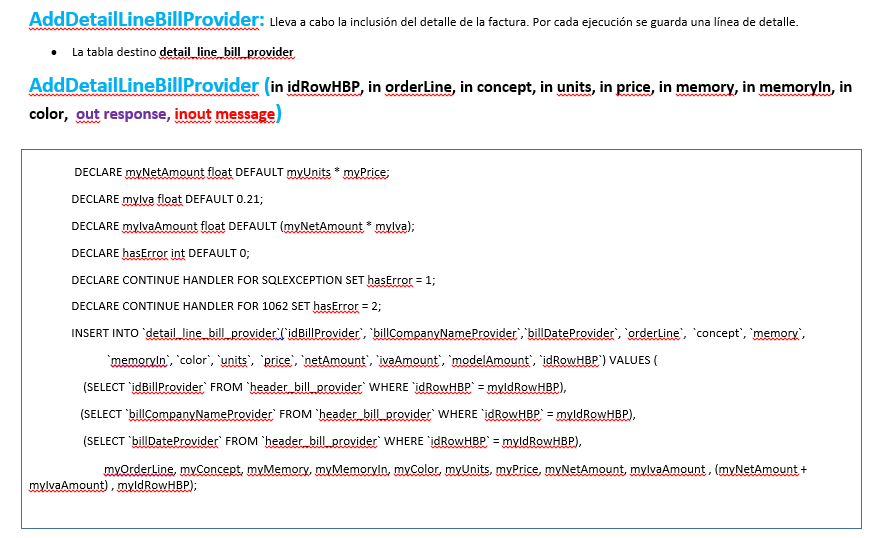 AddDetailLineBillProvider: Lleva a cabo la inclusión del detalle de la factura. Por cada ejecución se guarda una línea de detalle.
• La tabla destino detail_line_bill_provider
AddDetailLineBillProvider (in idRowHBP, in orderLine, in concept, in units, in price, in memory, in memoryIn, in
color, out response, inout message)
DECLARE myNetAmount float DEFAULT myUnits * myPrice;
DECLARE myIva float DEFAULT 0.21;
DECLARE myIvaAmount float DEFAULT (myNetAmount * myIva);
DECLARE hasError int DEFAULT 0;
DECLARE CONTINUE HANDLER FOR SQLEXCEPTION SET hasError = 1;
DECLARE CONTINUE HANDLER FOR 1062 SET hasError = 2;
INSERT INTO `detail_line_bill_provider`(`idBillProvider`, `billCompanyNameProvider`,`billDateProvider`, `orderLine`, `concept`, `memory`,
`memoryIn`, `color`, `units`, `price`, `netAmount`, `ivaAmount`, `modelAmount`, `idRowHBP`) VALUES (
(SELECT `idBillProvider` FROM `header_bill_provider` WHERE `idRowHBP` = myIdRowHBP),
(SELECT `billCompanyNameProvider` FROM `header_bill_provider` WHERE `idRowHBP` = myIdRowHBP),
(SELECT `billDateProvider` FROM `header_bill_provider` WHERE `idRowHBP` = myIdRowHBP),
myOrderLine, myConcept, myMemory, myMemoryIn, myColor, myUnits, myPrice, myNetAmount, myIvaAmount , (myNetAmount +
myIvaAmount) , myIdRowHBP);